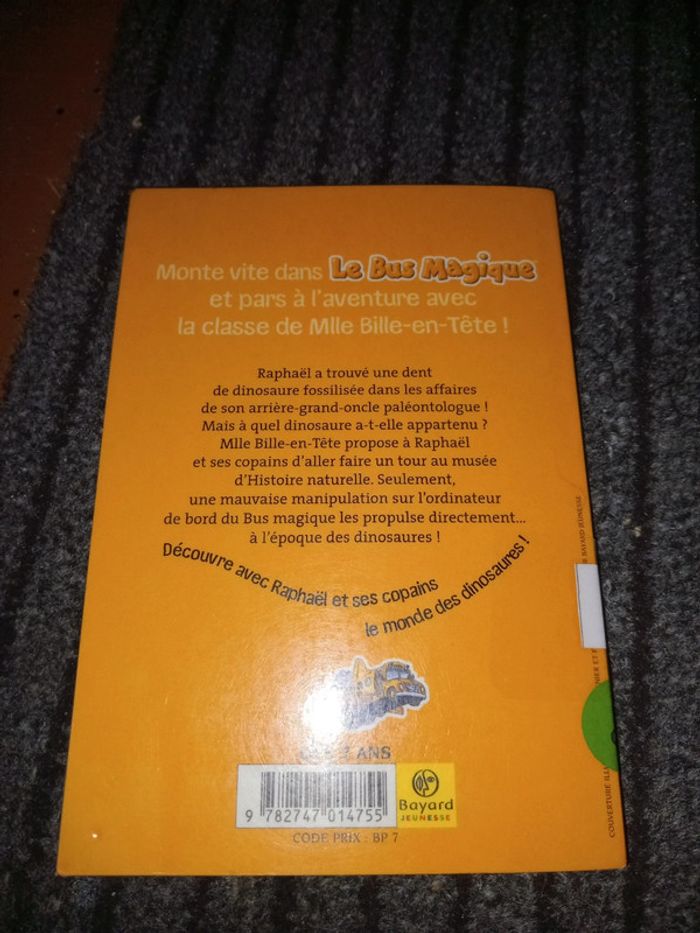 Monte vite dans Le Bus Magique
et pars à l'aventure avec
la classe de Mlle Bille-en-Tête !
Raphaël a trouvé une dent
de dinosaure fossilisée dans les affaires
de son arrière-grand-oncle paléontologue !
Mais à quel dinosaure a-t-elle appartenu ?
Mlle Bille-en-Tête propose à Raphaël
et ses copains d'aller faire un tour au musée
d'Histoire naturelle. Seulement,
une mauvaise manipulation sur l'ordinateur
de bord du Bus magique les propulse directement...
à l'époque des dinosaures !
Découvre avec Raphaël et ses copains
le monde des dinosaures !
ANS
9 782747 014755
Bayard
JEUNESSE
CODE PRIX : BP 7
COUVERTURE
BAYARD JEUNESSE